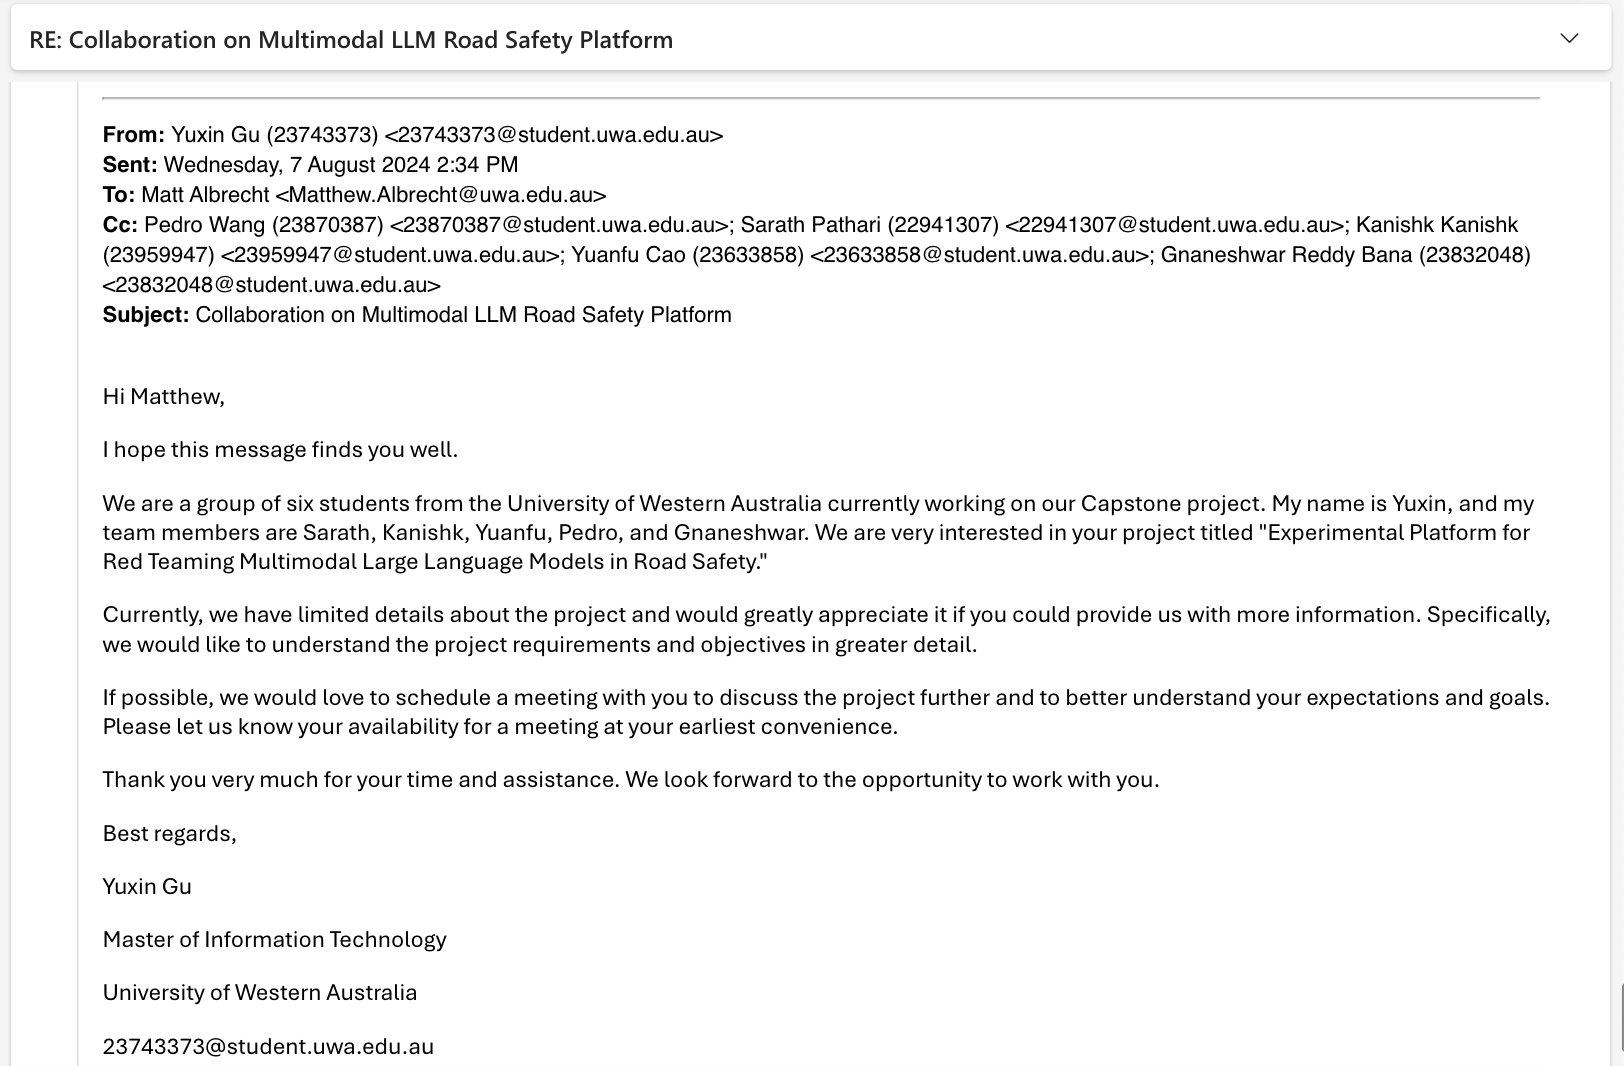 RE: Collaboration on Multimodal LLM Road Safety Platform
From: Yuxin Gu (23743373) <23743373@student.uwa.edu.au>
Sent: Wednesday, 7 August 2024 2:34 PM
To: Matt Albrecht <Matthew.Albrecht@uwa.edu.au>
Cc: Pedro Wang (23870387) <23870387@student.uwa.edu.au>; Sarath Pathari (22941307) <22941307@student.uwa.edu.au>; Kanishk Kanishk
(23959947) <23959947@student.uwa.edu.au>; Yuanfu Cao (23633858) <23633858@student.uwa.edu.au>; Gnaneshwar Reddy Bana (23832048)
<23832048@student.uwa.edu.au>
Subject: Collaboration on Multimodal LLM Road Safety Platform
Hi Matthew,
I hope this message finds you well.
We are a group of six students from the University of Western Australia currently working on our Capstone project. My name is Yuxin, and my
team members are Sarath, Kanishk, Yuanfu, Pedro, and Gnaneshwar. We are very interested in your project titled "Experimental Platform for
Red Teaming Multimodal Large Language Models in Road Safety."
Currently, we have limited details about the project and would greatly appreciate it if you could provide us with more information. Specifically,
we would like to understand the project requirements and objectives in greater detail.
If possible, we would love to schedule a meeting with you to discuss the project further and to better understand your expectations and goals.
Please let us know your availability for a meeting at your earliest convenience.
Thank you very much for your time and assistance. We look forward to the opportunity to work with you.
Best regards,
Yuxin Gu
Master of Information Technology
University of Western Australia
23743373@student.uwa.edu.au